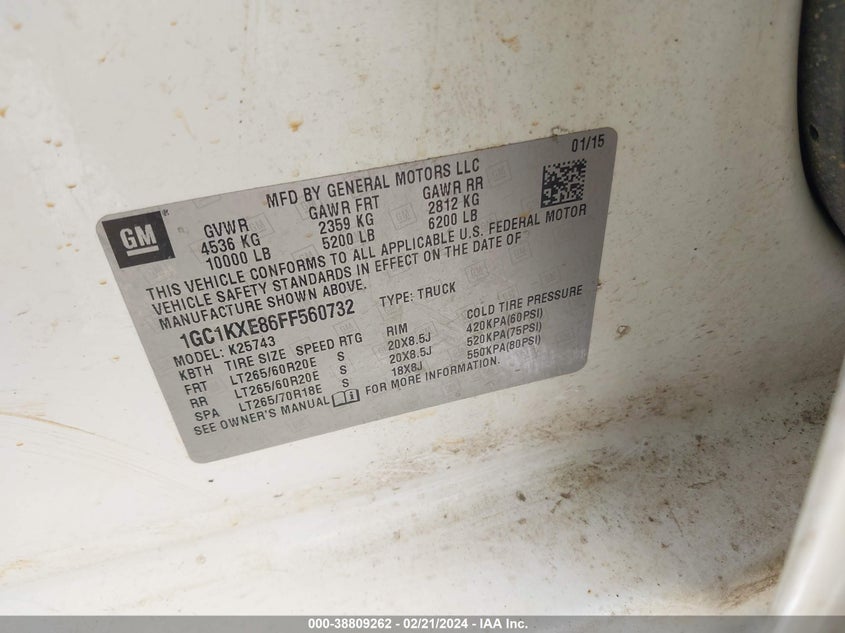 01/15
MFD BY GENERAL MOTORS LLC
GM
GVWR GAWR FRT GAWR RR
4536 KG 2359 KG 2812 KG
10000 LB 5200 LB 6200 LB
THIS VEHICLE CONFORMS TO ALL APPLICABLE U.S. FEDERAL MOTOR
VEHICLE SAFETY STANDARDS IN EFFECT ON THE DATE OF
MANUFACTURE SHOWN ABOVE.
1GC1KXE86FF560732 TYPE: TRUCK
MODEL: K25743
KBTH TIRE SIZE SPEED RTG RIM COLD TIRE PRESSURE
FRT LT265/60R20E S 20X8.5J 420KPA(60PSI)
RR LT265/60R20E S 20X8.5J 520KPA(75PSI)
SPA LT265/70R18E S 18X8J 550KPA(80PSI)
SEE OWNER'S MANUAL FOR MORE INFORMATION.
000-38809262 - 02/21/2024 - IAA Inc.